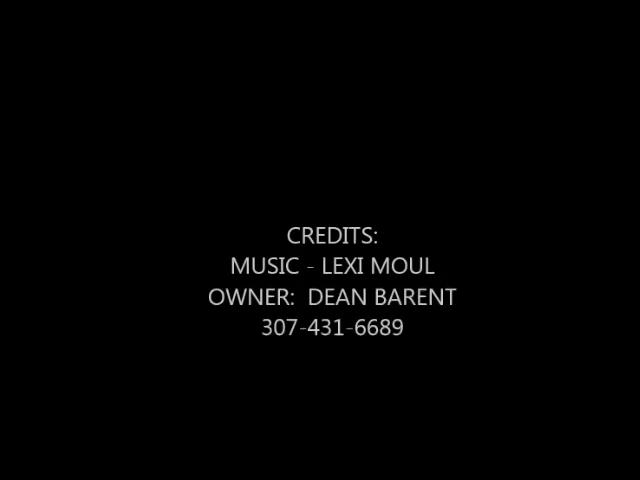 CREDITS:
MUSIC - LEXI MOUL
OWNER:  DEAN BARENT
307-431-6689